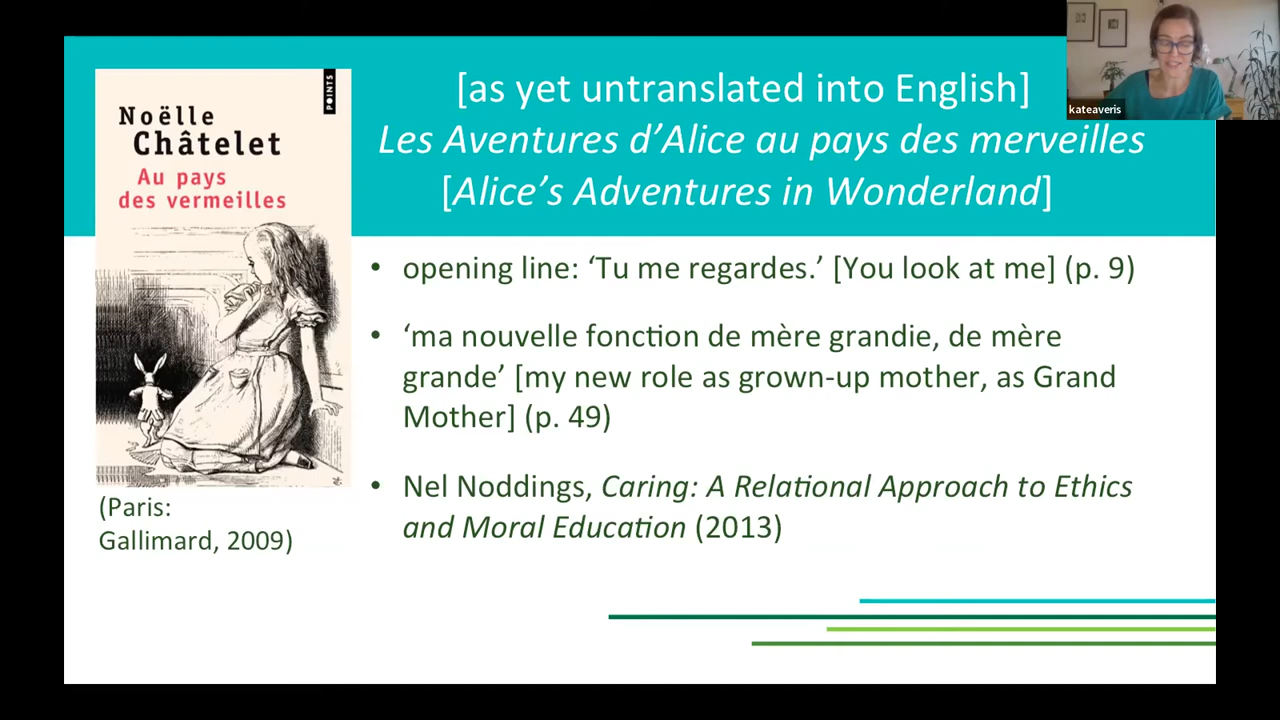 [as yet untranslated into English]
Les Aventures d’Alice au pays des merveilles
[Alice’s Adventures in Wonderland]
kateaveris
POINTS
Noëlle
Châtelet
Au pays
des vermeilles
(Paris:
Gallimard, 2009)
• opening line: ‘Tu me regardes.’ [You look at me] (p. 9)
• ‘ma nouvelle fonction de mère grandie, de mère
grande’ [my new role as grown-up mother, as Grand
Mother] (p. 49)
• Nel Noddings, Caring: A Relational Approach to Ethics
and Moral Education (2013)